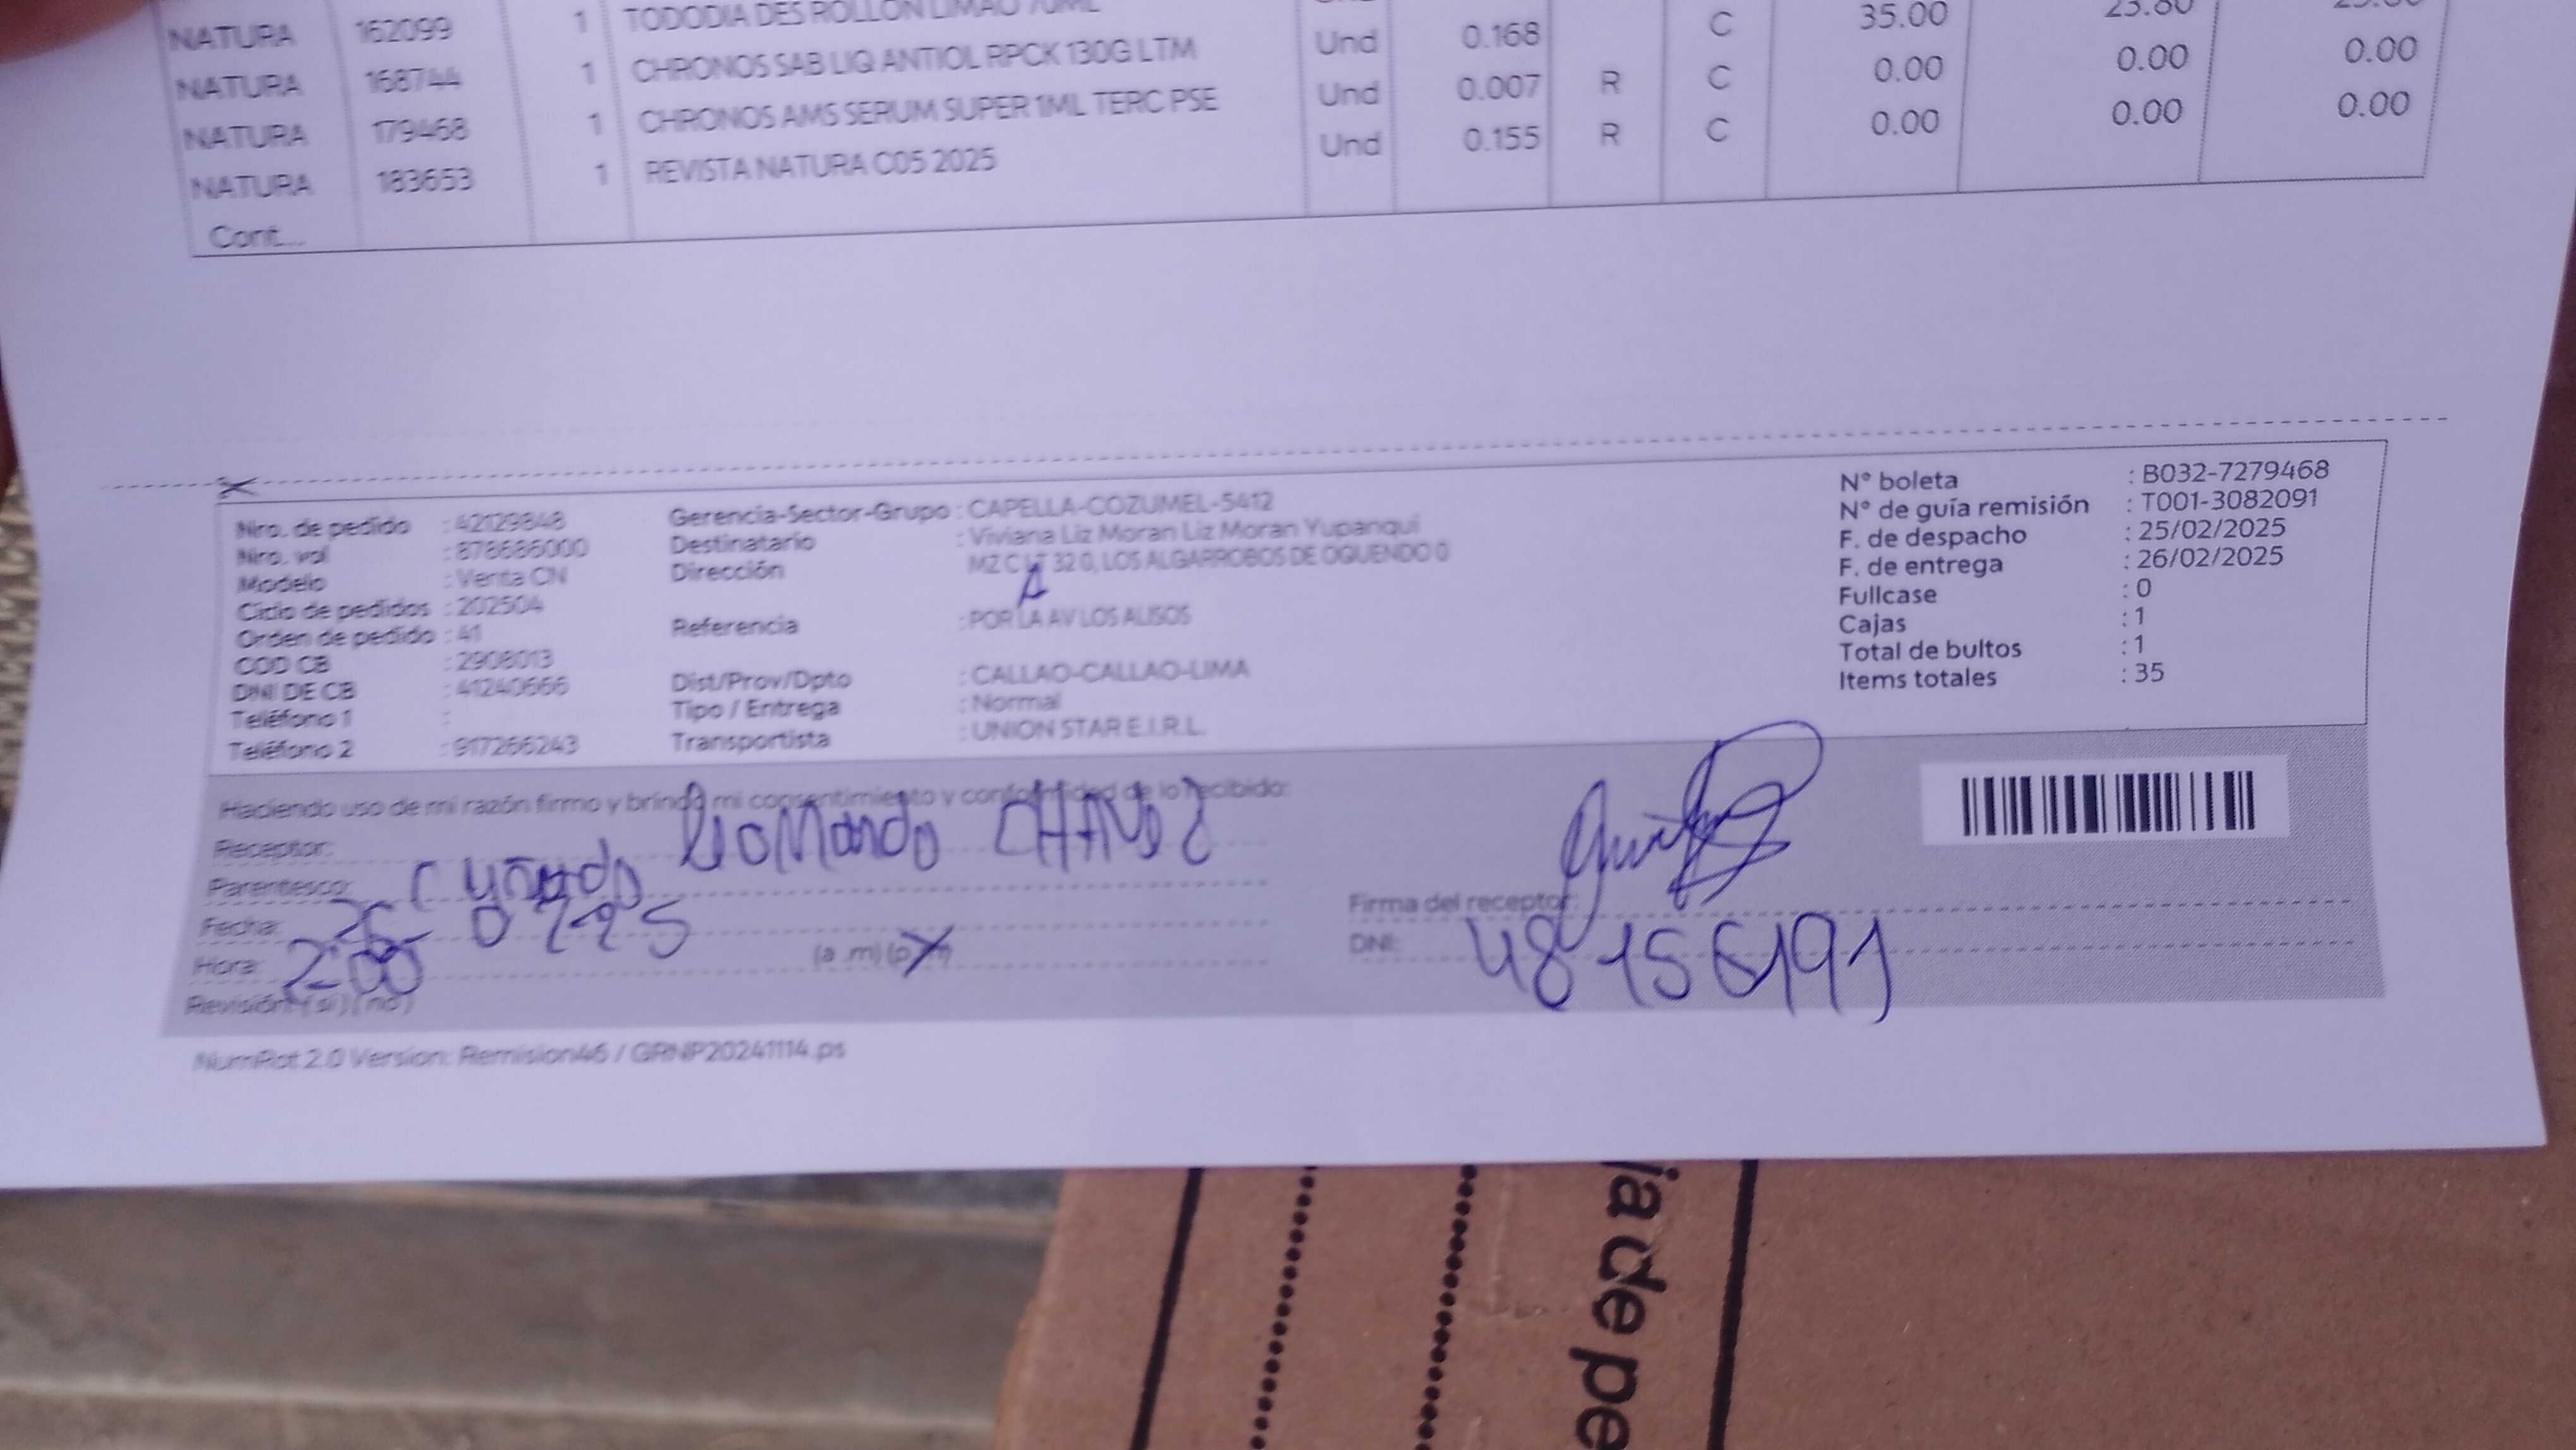 NATURA 162099 1 TODODIA DES ROLLON LIMAO 70ML C 35.00 23.80
NATURA 168744 1 CHRONOS SAB LIQ ANTIOL RPCK 130G LTM Und 0.168 R C 0.00 0.00 0.00
NATURA 179468 1 CHRONOS AMS SERUM SUPER 1ML TERC PSE Und 0.007 R C 0.00 0.00 0.00
NATURA 183653 1 REVISTA NATURA C05 2025 Und 0.155
Cont...
Nro. de pedido : 42129848
Nro. val : 878686000
Modelo : Venta CN
Ciclo de pedidos : 202504
Orden de pedido : 41
COD CB : 2908013
DNI DE CB : 41240666
Teléfono 1 :
Teléfono 2 : 917266243
Gerencia-Sector-Grupo : CAPELLA-COZUMEL-5412
Destinatario : Viviana Liz Moran Liz Moran Yupanqui
Dirección MZ C LT 32 0, LOS ALGARROBOS DE OQUENDO 0
Referencia : POR LA AV LOS ALISOS
Dist/Prov/Dpto : CALLAO-CALLAO-LIMA
Tipo / Entrega : Normal
Transportista : UNION STAR E.I.R.L.
N° boleta : B032-7279468
N° de guía remisión : T001-3082091
F. de despacho : 25/02/2025
F. de entrega : 26/02/2025
Fullcase : 0
Cajas : 1
Total de bultos : 1
Items totales : 35
Haciendo uso de mi razón firmo y brindo mi consentimiento y conformidad de lo recibido:
Receptor:
Parentesco: Cuñado
Fecha: 26-
Hora: 2:00 (a .m) (p.m)
Revisión: ( si ) ( no )
Firma del receptor:
DNI: 48156191
NumRot 2.0 Version: Remision46 / GRNP20241114.ps
ja de pe